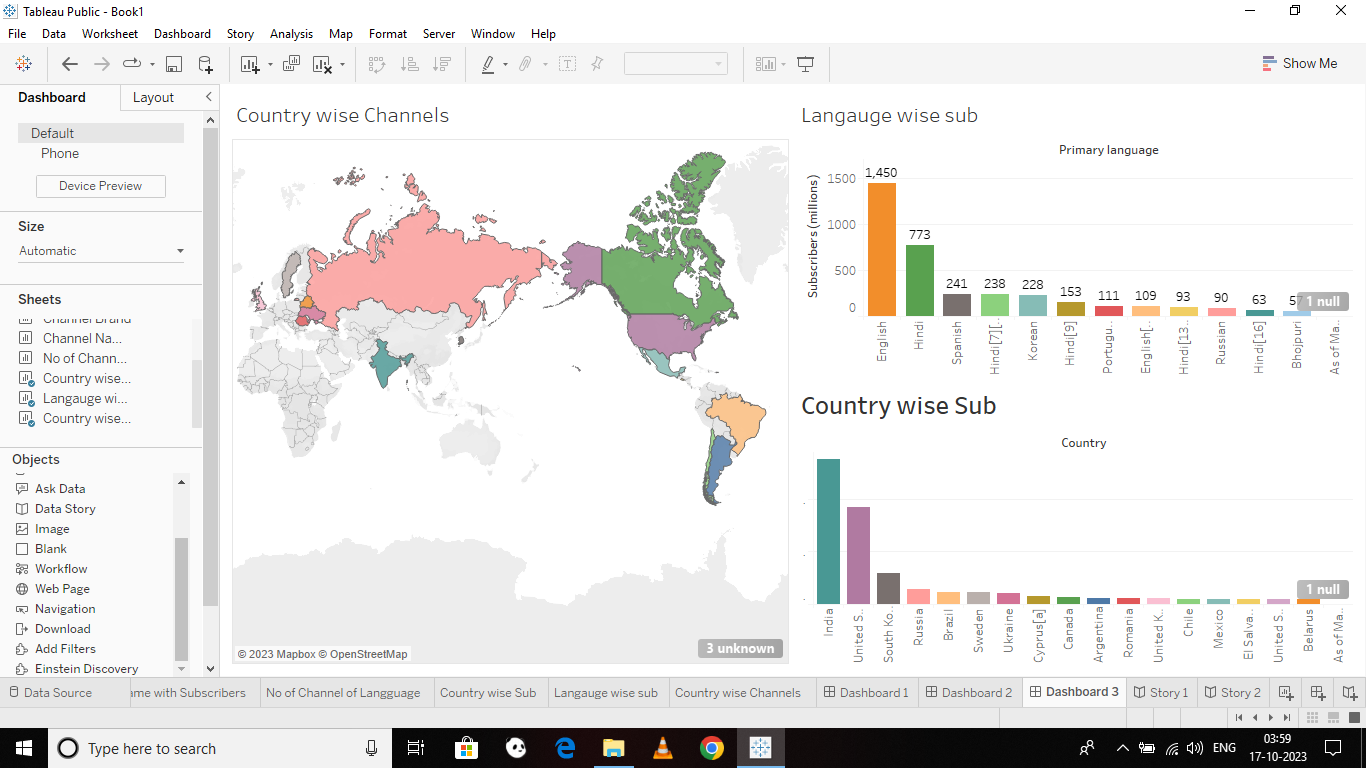 Tableau Public - Book1
File Data Worksheet Dashboard Story Analysis Map Format Server Window Help
Show Me
Dashboard Layout
Default
Phone
Device Preview
Size
Automatic
Sheets
Channel Brand
Channel Na...
No of Chann...
Country wise...
Langauge wi...
Country wise...
Objects
Ask Data
Data Story
Image
Blank
Workflow
Web Page
Navigation
Download
Add Filters
Einstein Discovery
Country wise Channels
© 2023 Mapbox © OpenStreetMap
3 unknown
Langauge wise sub
Primary language
Subscribers (millions)
1500
1000
500
0
1,450
773
241
238
228
153
111
109
93
90
63
1 null
English
Hindi
Spanish
Hindi[7][..
Korean
Hindi[9]
Portugu..
English[..
Hindi[13..
Russian
Hindi[16]
Bhojpuri
As of Ma..
Country wise Sub
Country
1 null
India
United S..
South Ko..
Russia
Brazil
Sweden
Ukraine
Cyprus[a]
Canada
Argentina
Romania
United K..
Chile
Mexico
El Salva..
United S..
Belarus
As of Ma..
Data Source ame with Subscribers No of Channel of Langguage Country wise Sub Langauge wise sub Country wise Channels Dashboard 1 Dashboard 2 Dashboard 3 Story 1 Story 2
Type here to search
ENG
03:59
17-10-2023